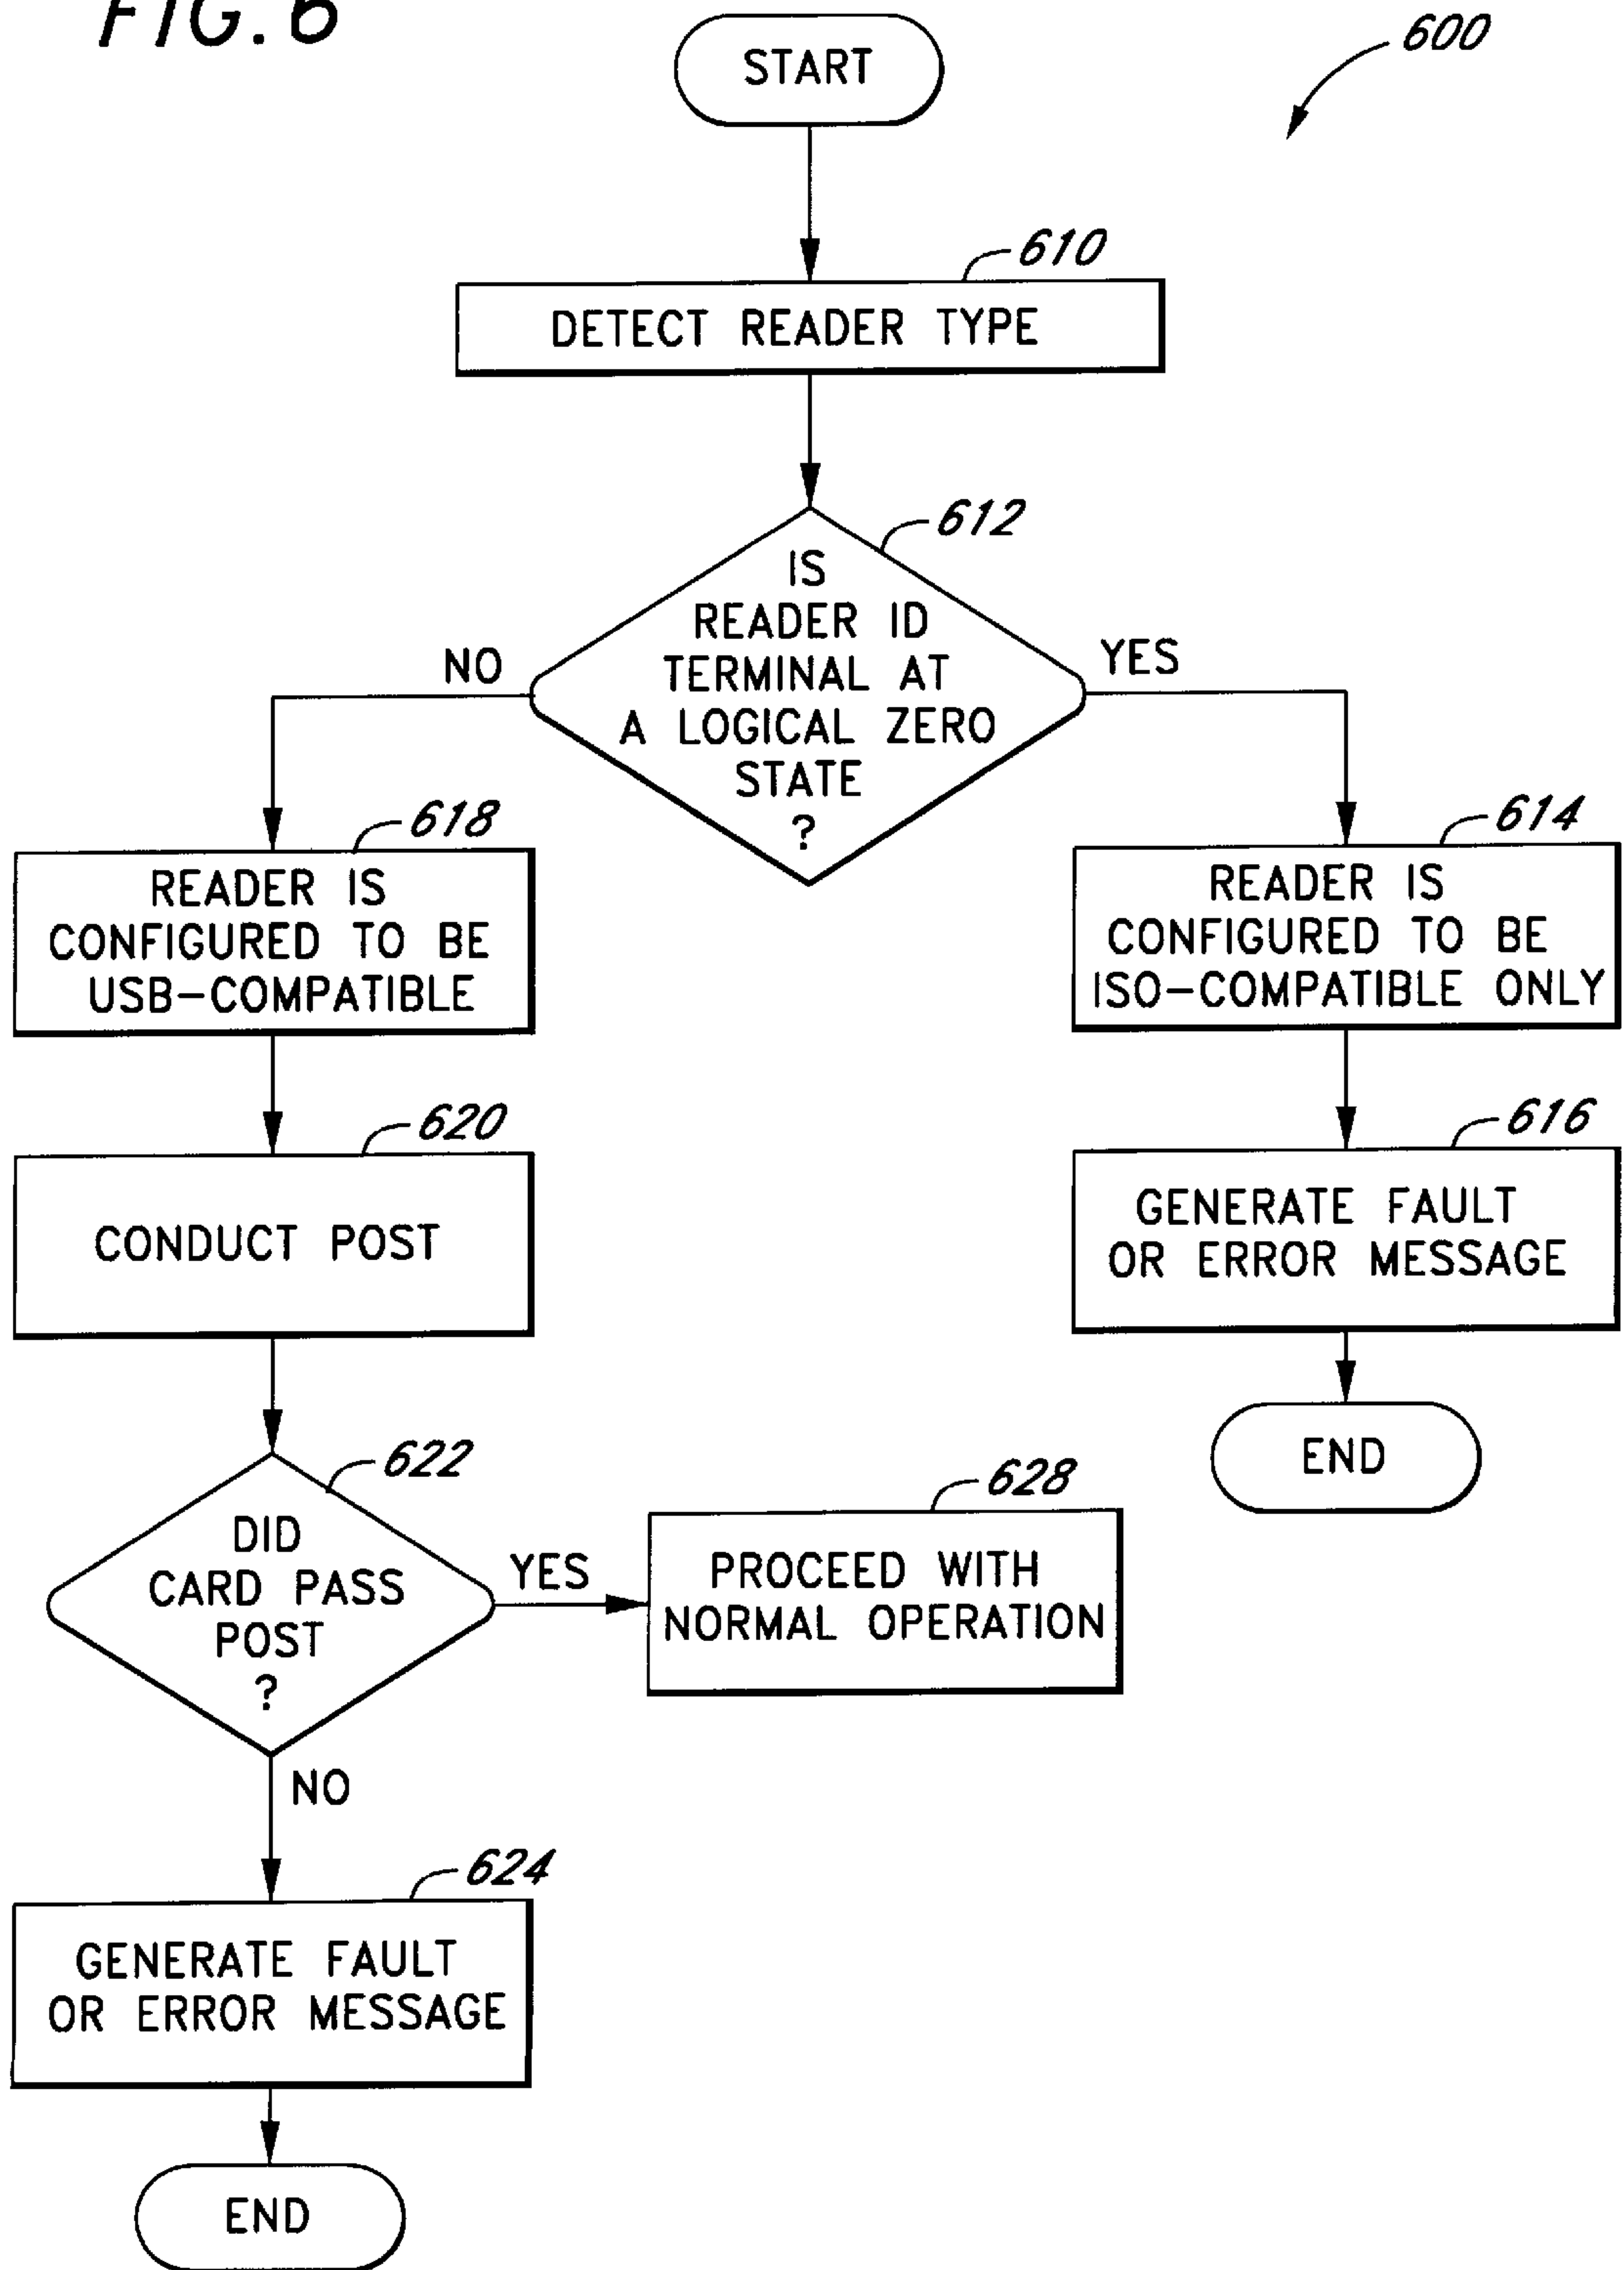 FIG. 6
START
600
610
DETECT READER TYPE
612
IS
READER ID
TERMINAL AT
A LOGICAL ZERO
STATE
?
NO
YES
618
READER IS
CONFIGURED TO BE
USB-COMPATIBLE
614
READER IS
CONFIGURED TO BE
ISO-COMPATIBLE ONLY
620
CONDUCT POST
616
GENERATE FAULT
OR ERROR MESSAGE
END
622
DID
CARD PASS
POST
?
YES
628
PROCEED WITH
NORMAL OPERATION
NO
624
GENERATE FAULT
OR ERROR MESSAGE
END